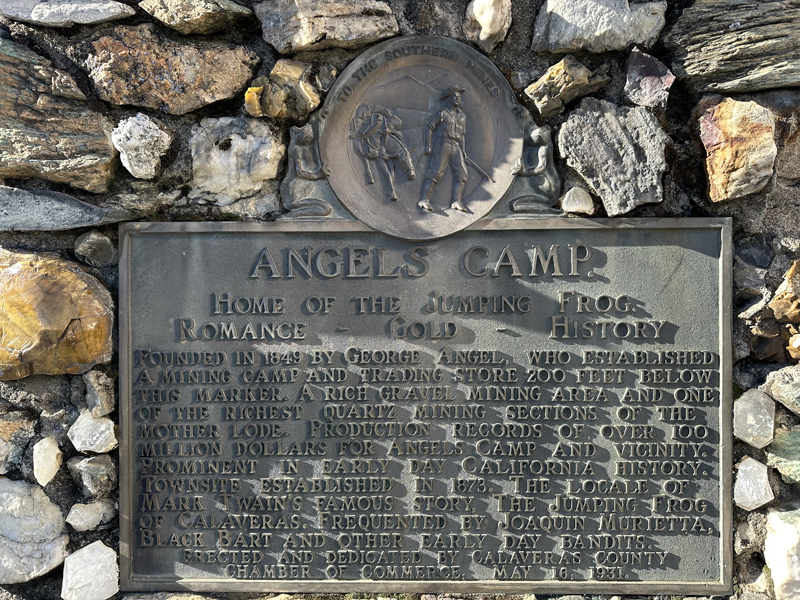 TO THE SOUTHERN MINES
ANGELS CAMP.
HOME OF THE JUMPING FROG.
ROMANCE - GOLD - HISTORY
FOUNDED IN 1849 BY GEORGE ANGEL, WHO ESTABLISHED
A MINING CAMP AND TRADING STORE 200 FEET BELOW
THIS MARKER. A RICH GRAVEL MINING AREA AND ONE
OF THE RICHEST QUARTZ MINING SECTIONS OF THE
MOTHER LODE. PRODUCTION RECORDS OF OVER 100
MILLION DOLLARS FOR ANGELS CAMP AND VICINITY.
PROMINENT IN EARLY DAY CALIFORNIA HISTORY.
TOWNSITE ESTABLISHED IN 1873. THE LOCALE OF
MARK TWAIN'S FAMOUS STORY, THE JUMPING FROG
OF CALAVERAS. FREQUENTED BY JOAQUIN MURIETTA,
BLACK BART AND OTHER EARLY DAY BANDITS.
ERECTED AND DEDICATED BY CALAVERAS COUNTY
CHAMBER OF COMMERCE, MAY 16, 1931.